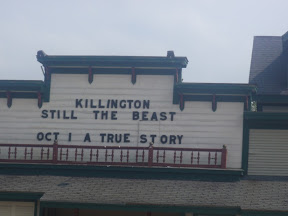 KILLINGTON
STILL THE BEAST
OCT 1 A TRUE STORY